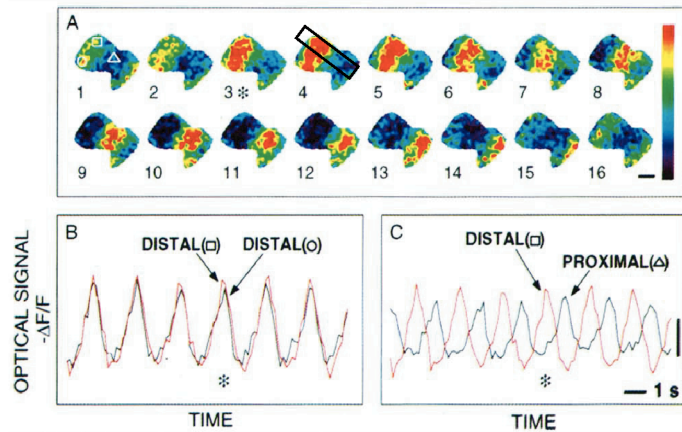 A
1 2 3 * 4 5 6 7 8
9 10 11 12 13 14 15 16
B
DISTAL(□) DISTAL(○)
*
TIME
C
DISTAL(□)
PROXIMAL(△)
*
1 s
TIME
OPTICAL SIGNAL
-ΔF/F